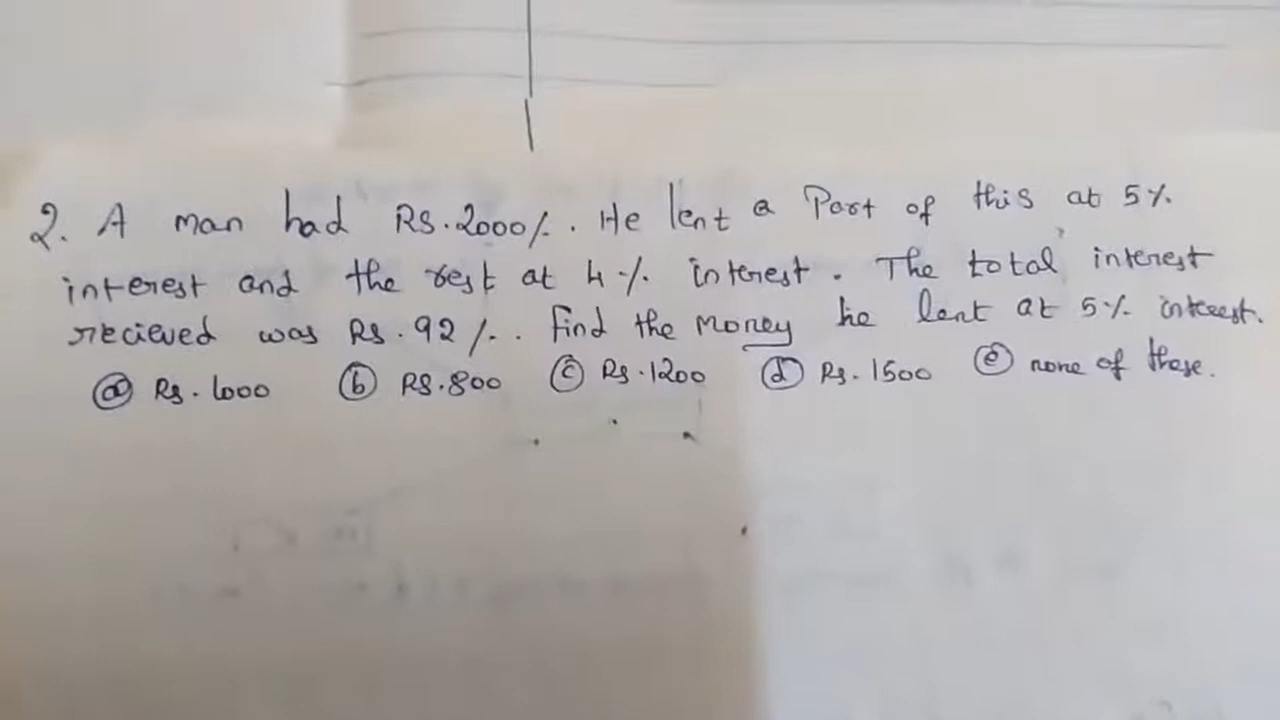 2. A man had Rs.2000/. . He lent a Part of this at 5%
interest and the rest at 4% interest. The total interest
recieved was Rs.92/. . Find the money he lent at 5% interest.
(a) Rs. 1000 (b) Rs.800 (c) Rs.1200 (d) Rs. 1500 (e) none of these.